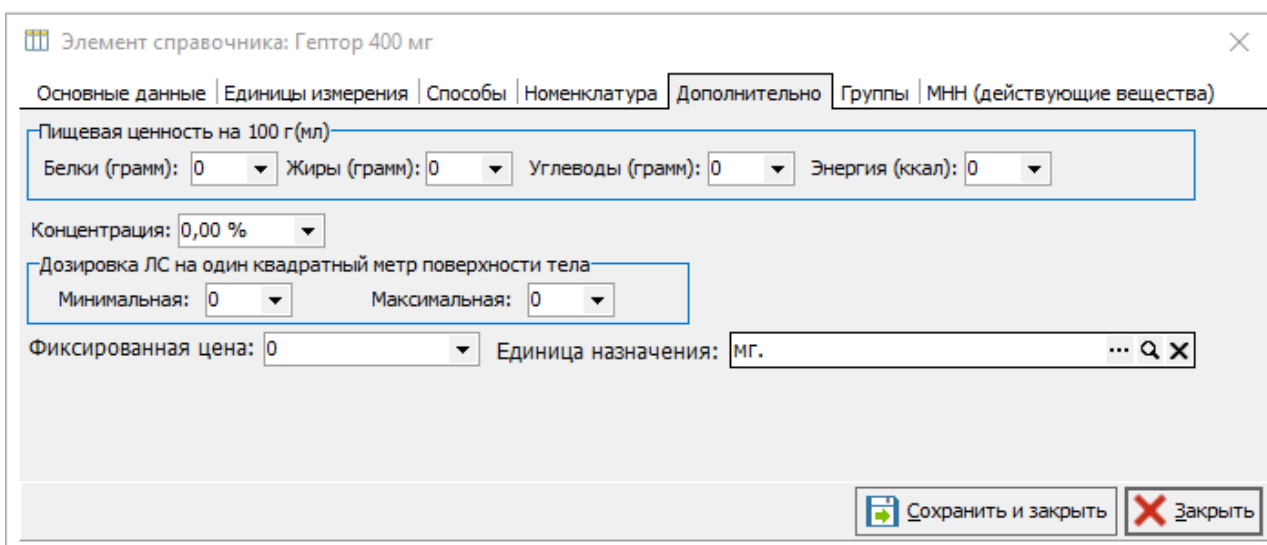 Элемент справочника: Гептор 400 мг
Основные данные Единицы измерения Способы Номенклатура Дополнительно Группы МНН (действующие вещества)
Пищевая ценность на 100 г(мл)
Белки (грамм): 0 Жиры (грамм): 0 Углеводы (грамм): 0 Энергия (ккал): 0
Концентрация: 0,00 %
Дозировка ЛС на один квадратный метр поверхности тела
Минимальная: 0 Максимальная: 0
Фиксированная цена: 0 Единица назначения: мг.
Сохранить и закрыть Закрыть